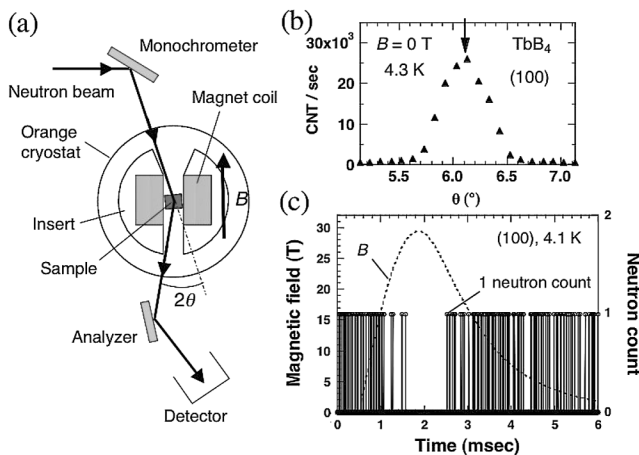 (a)
Monochrometer
Neutron beam
Magnet coil
Orange
cryostat
B
Insert
Sample
2θ
Analyzer
Detector
(b)
30x10³
20
10
0
CNT / sec
B = 0 T
4.3 K
TbB₄
(100)
5.5
6.0
6.5
7.0
θ (°)
(c)
30
25
20
15
10
5
0
Magnetic field (T)
B
(100), 4.1 K
1 neutron count
2
1
0
Neutron count
0
1
2
3
4
5
6
Time (msec)